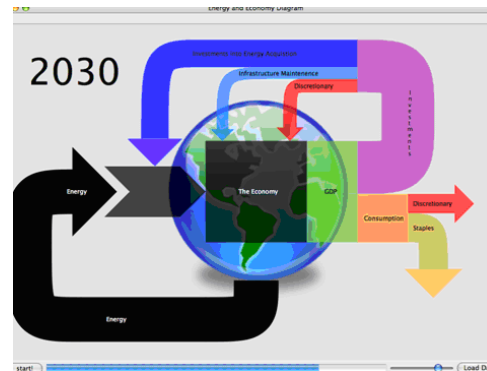 Energy and Economy Diagram
2030
Investments into Energy Acquisition
Infrastructure Maintenence
Discretionary
Investments
Energy
The Economy
GDP
Discretionary
Consumption
Staples
Energy
start!
Load D